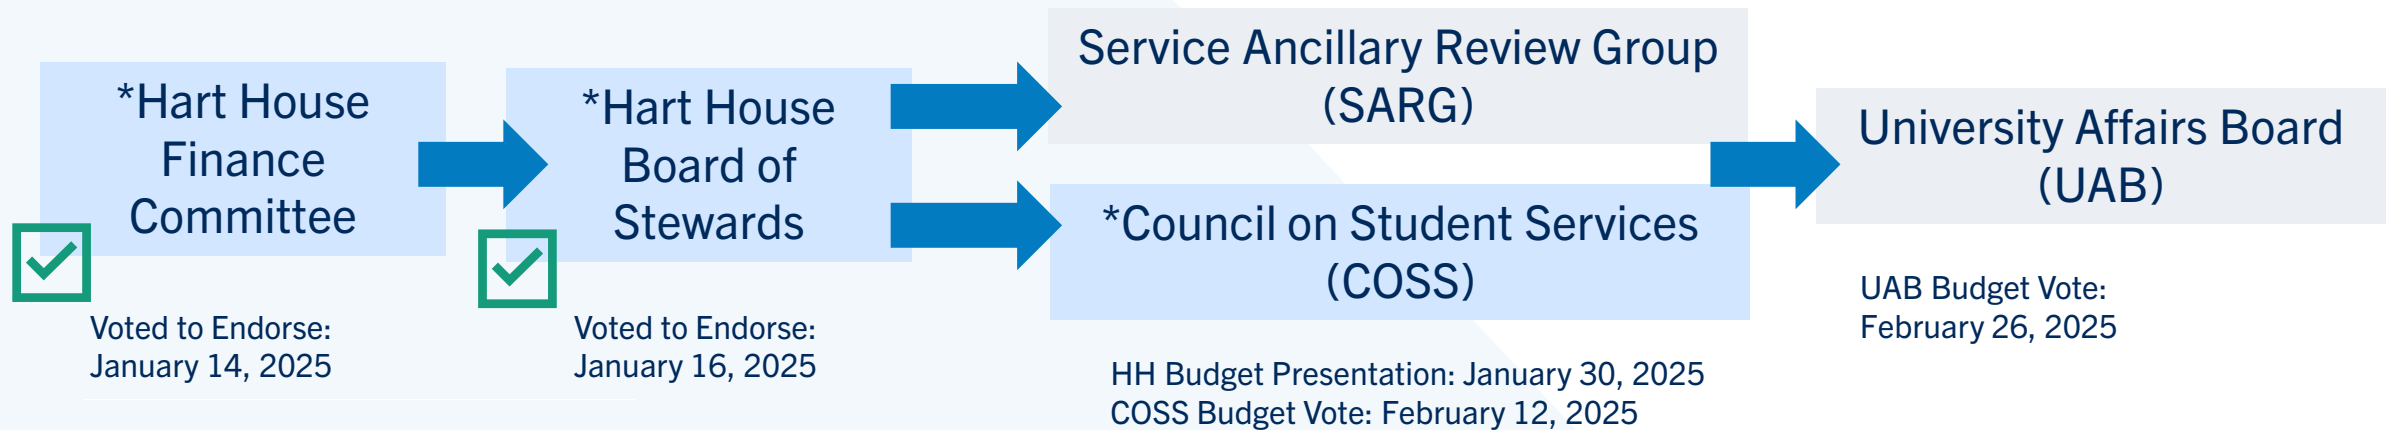 *Hart House
Finance
Committee
Voted to Endorse:
January 14, 2025
*Hart House
Board of
Stewards
Voted to Endorse:
January 16, 2025
Service Ancillary Review Group
(SARG)
*Council on Student Services
(COSS)
HH Budget Presentation: January 30, 2025
COSS Budget Vote: February 12, 2025
University Affairs Board
(UAB)
UAB Budget Vote:
February 26, 2025